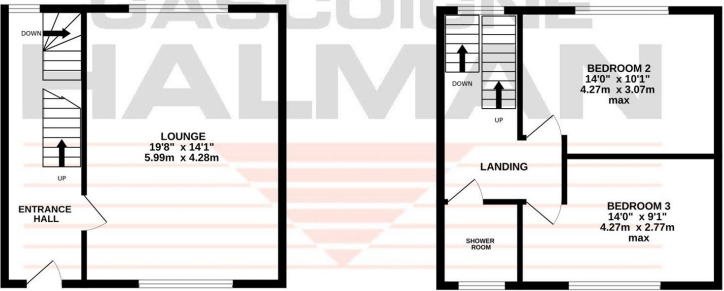 GASCOIGNE
HALMAN
DOWN
UP
ENTRANCE
HALL
LOUNGE
19'8" x 14'1"
5.99m x 4.28m
DOWN
UP
LANDING
SHOWER
ROOM
BEDROOM 2
14'0" x 10'1"
4.27m x 3.07m
max
BEDROOM 3
14'0" x 9'1"
4.27m x 2.77m
max